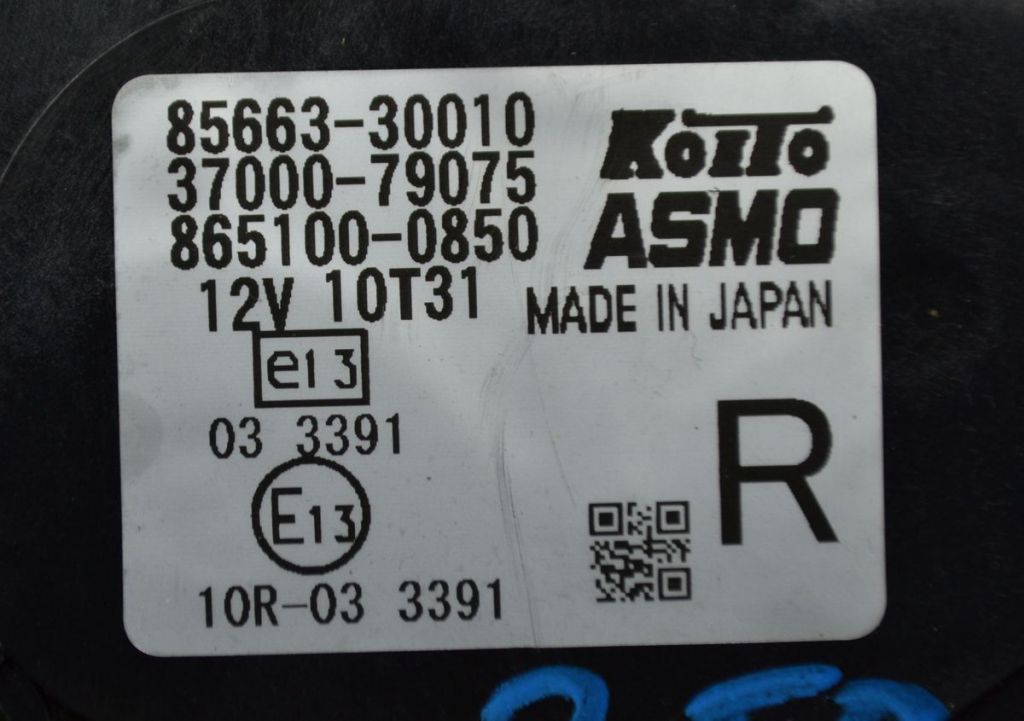 85663-30010
37000-79075
865100-0850
12V 10T31
KOITO
ASMO
MADE IN JAPAN
e13
03 3391
E13
10R-03 3391
R